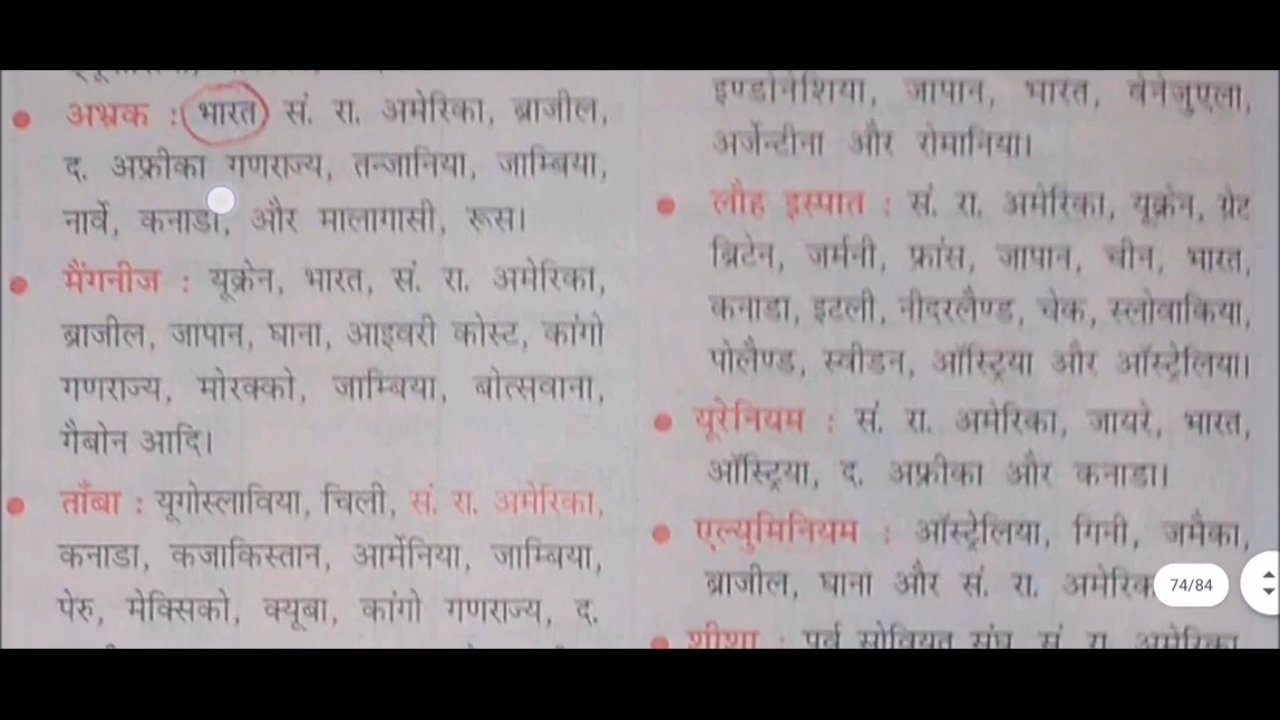 अभ्रक : भारत सं. रा. अमेरिका, ब्राजील,
द. अफ्रीका गणराज्य, तन्जानिया, जाम्बिया,
नार्वे, कनाडा, और मालागासी, रूस।
मैंगनीज : यूक्रेन, भारत, सं. रा. अमेरिका,
ब्राजील, जापान, घाना, आइवरी कोस्ट, कांगो
गणराज्य, मोरक्को, जाम्बिया, बोत्सवाना,
गैबोन आदि।
ताँबा : यूगोस्लाविया, चिली, सं. रा. अमेरिका,
कनाडा, कजाकिस्तान, आर्मेनिया, जाम्बिया,
पेरु, मेक्सिको, क्यूबा, कांगो गणराज्य, द.
इण्डोनेशिया, जापान, भारत, वेनेजुएला,
अर्जेन्टीना और रोमानिया।
लौह इस्पात : सं. रा. अमेरिका, यूक्रेन, ग्रेट
ब्रिटेन, जर्मनी, फ्रांस, जापान, चीन, भारत,
कनाडा, इटली, नीदरलैण्ड, चेक, स्लोवाकिया,
पोलैण्ड, स्वीडन, ऑस्ट्रिया और ऑस्ट्रेलिया।
यूरेनियम : सं. रा. अमेरिका, जायरे, भारत,
ऑस्ट्रिया, द. अफ्रीका और कनाडा।
एल्युमिनियम : ऑस्ट्रेलिया, गिनी, जमैका,
ब्राजील, घाना और सं. रा. अमेरिक
74/84
शीशा : पूर्व सोवियत संघ, सं. रा. अमेरिका,